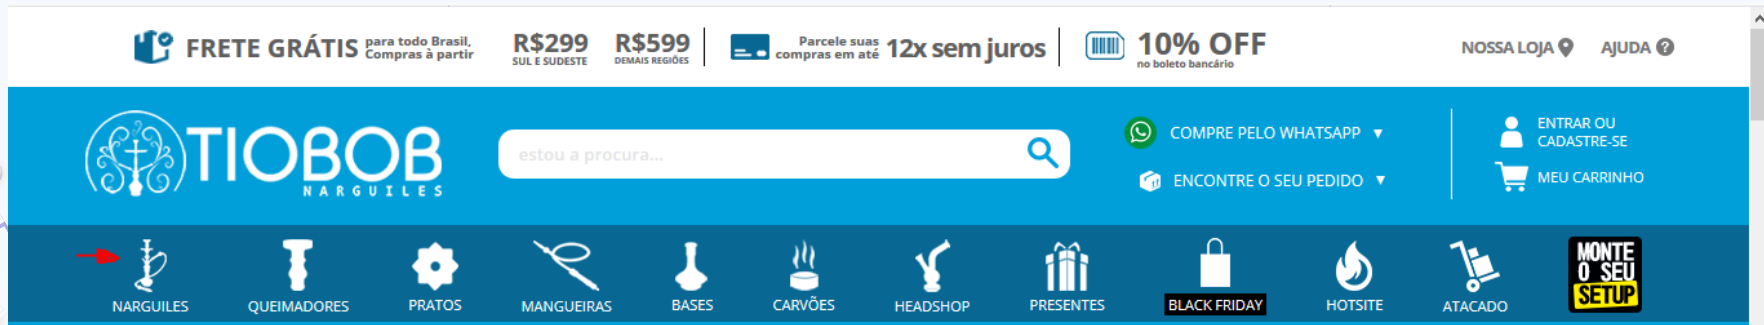 FRETE GRÁTIS
para todo Brasil,
Compras à partir
R$299
SUL E SUDESTE
R$599
DEMAIS REGIÕES
Parcele suas
compras em até
12x sem juros
10% OFF
no boleto bancário
NOSSA LOJA
AJUDA ?
TIOBOB
NARGUILES
estou a procura...
COMPRE PELO WHATSAPP
ENCONTRE O SEU PEDIDO
ENTRAR OU
CADASTRE-SE
MEU CARRINHO
NARGUILES
QUEIMADORES
PRATOS
MANGUEIRAS
BASES
CARVÕES
HEADSHOP
PRESENTES
BLACK FRIDAY
HOTSITE
ATACADO
MONTE
O SEU
SETUP